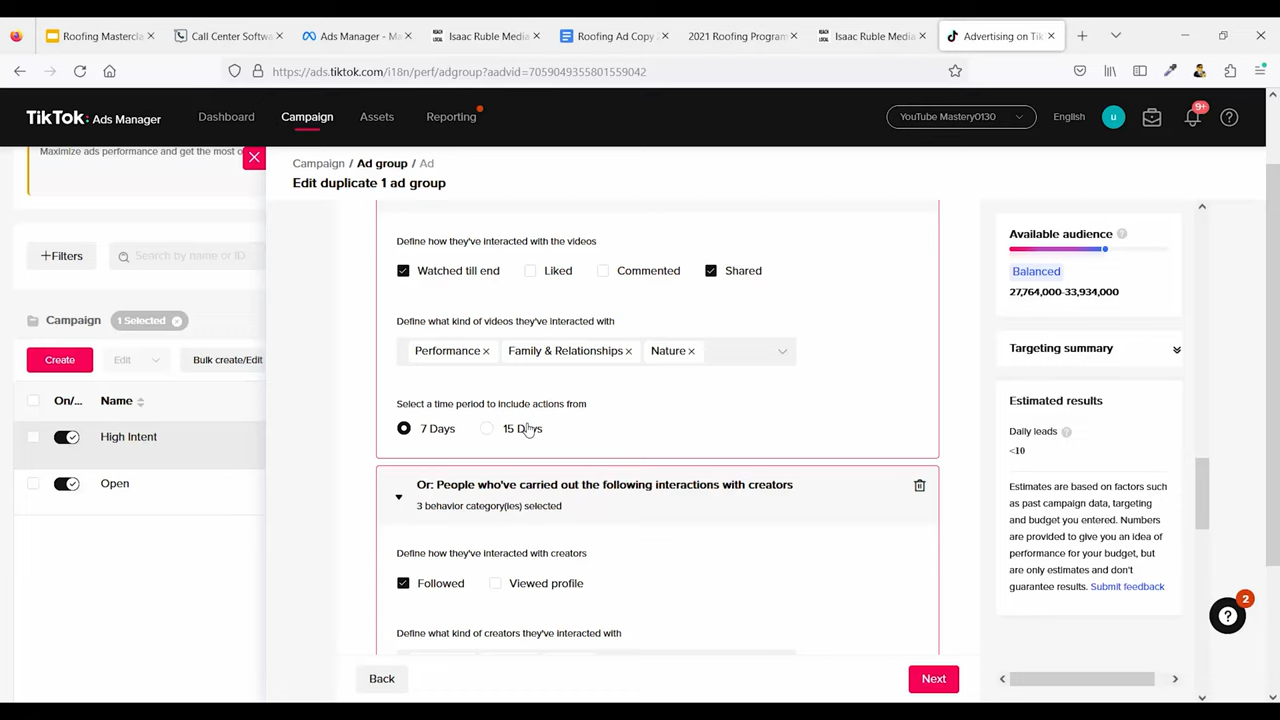 Roofing Masterclas
Call Center Softwa
Ads Manager - Ma
Isaac Ruble Media
Roofing Ad Copy
2021 Roofing Program
Isaac Ruble Media
Advertising on Tik
https://ads.tiktok.com/i18n/perf/adgroup?aadvid=7059049355801559042
TikTok: Ads Manager
Dashboard
Campaign
Assets
Reporting
YouTube Mastery0130
English
u
9+
Maximize ads performance and get the most o
Campaign / Ad group / Ad
Edit duplicate 1 ad group
+Filters
Search by name or ID
Campaign
1 Selected
Create
Edit
Bulk create/Edit
On/...
Name
High Intent
Open
Define how they've interacted with the videos
Watched till end
Liked
Commented
Shared
Define what kind of videos they've interacted with
Performance
Family & Relationships
Nature
Select a time period to include actions from
7 Days
15 Days
Or: People who've carried out the following interactions with creators
3 behavior category(ies) selected
Define how they've interacted with creators
Followed
Viewed profile
Define what kind of creators they've interacted with
Back
Next
Available audience
Balanced
27,764,000-33,934,000
Targeting summary
Estimated results
Daily leads
<10
Estimates are based on factors such
as past campaign data, targeting
and budget you entered. Numbers
are provided to give you an idea of
performance for your budget, but
are only estimates and don't
guarantee results. Submit feedback
2